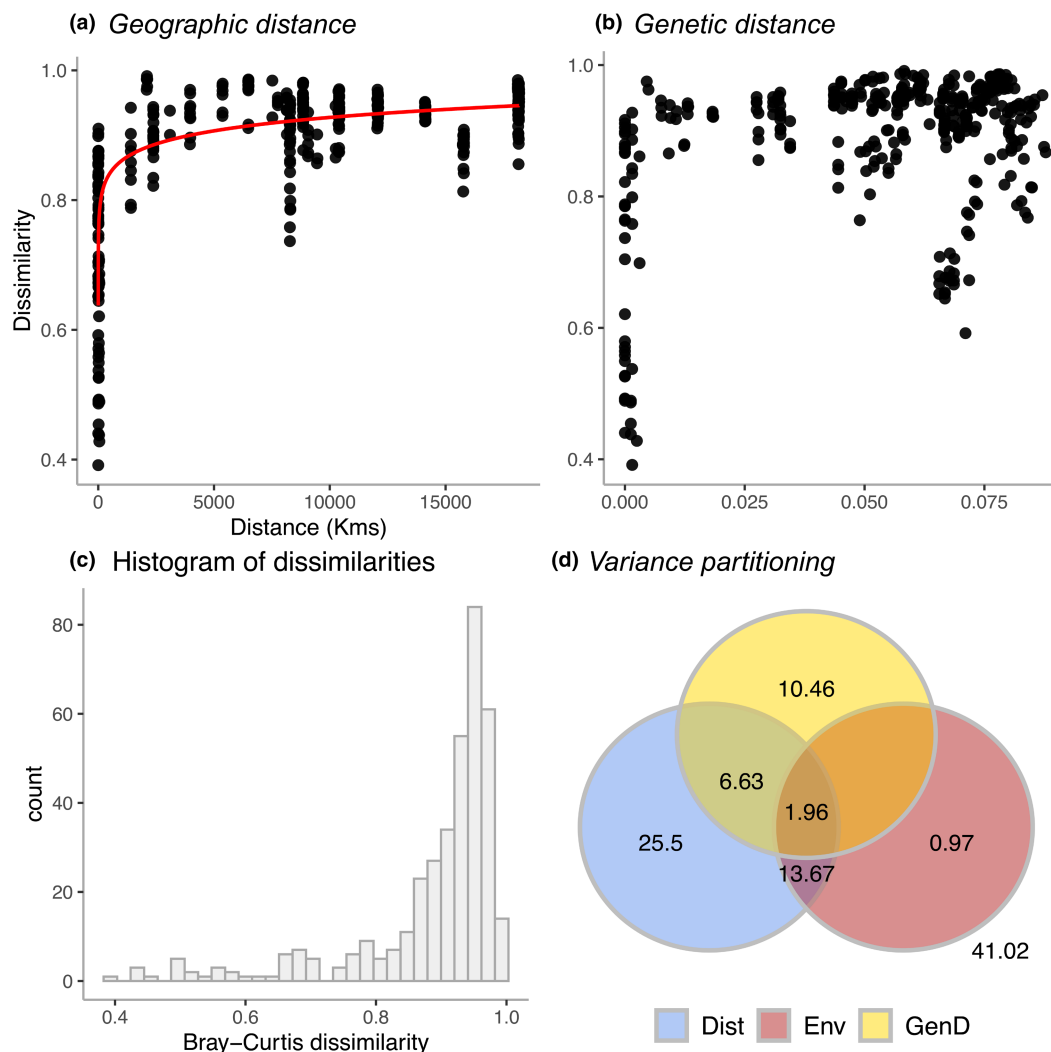 (a) Geographic distance
1.0
0.8
0.6
0.4
Dissimilarity
0 5000 10000 15000
Distance (Kms)
(b) Genetic distance
1.0
0.8
0.6
0.4
0.000 0.025 0.050 0.075
(c) Histogram of dissimilarities
80
60
40
20
0
count
0.4 0.6 0.8 1.0
Bray−Curtis dissimilarity
(d) Variance partitioning
10.46
6.63
1.96
25.5
0.97
13.67
41.02
Dist Env GenD